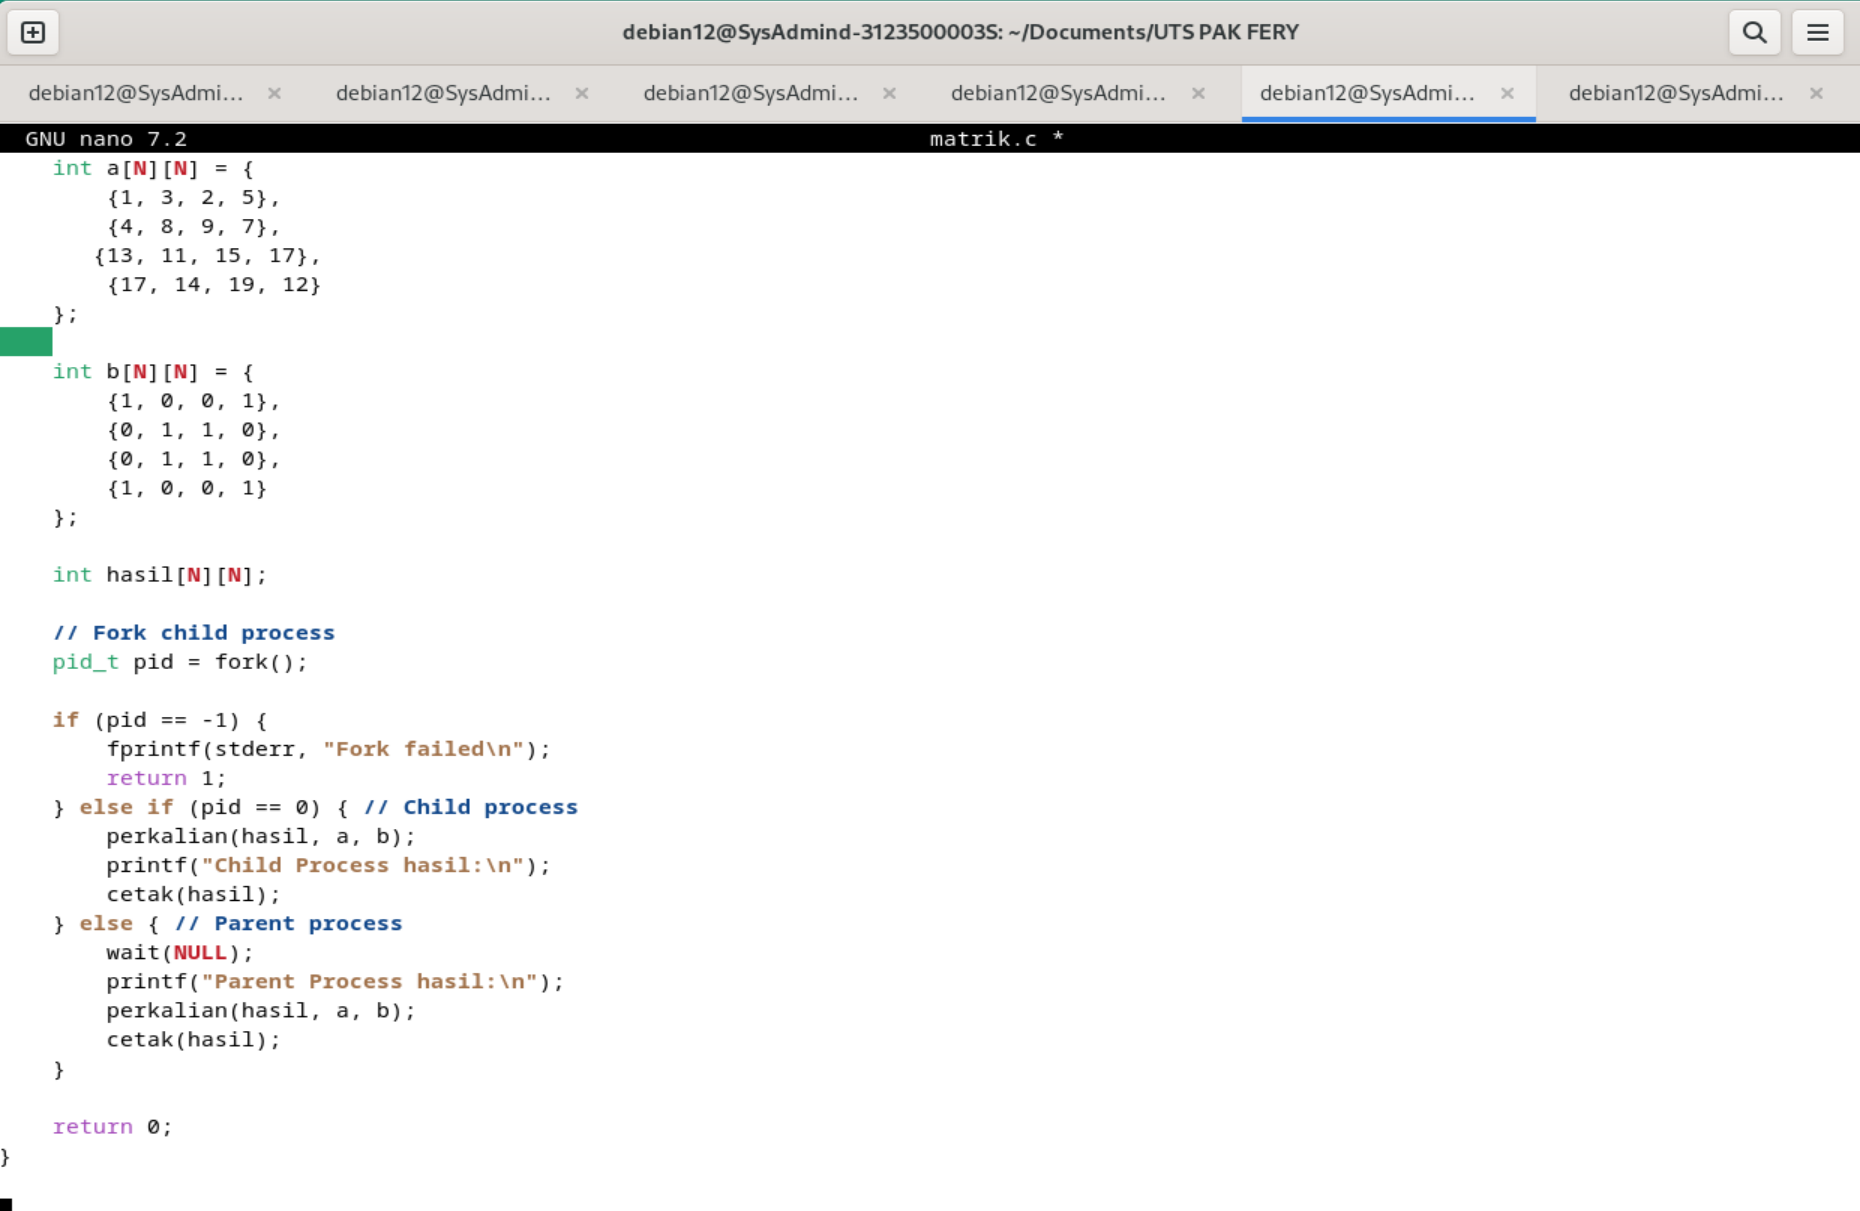 debian12@SysAdmind-3123500003S: ~/Documents/UTS PAK FERY
debian12@SysAdmi... debian12@SysAdmi... debian12@SysAdmi... debian12@SysAdmi... debian12@SysAdmi... debian12@SysAdmi...
GNU nano 7.2 matrik.c *
    int a[N][N] = {
        {1, 3, 2, 5},
        {4, 8, 9, 7},
       {13, 11, 15, 17},
        {17, 14, 19, 12}
    };
    int b[N][N] = {
        {1, 0, 0, 1},
        {0, 1, 1, 0},
        {0, 1, 1, 0},
        {1, 0, 0, 1}
    };
    int hasil[N][N];
    // Fork child process
    pid_t pid = fork();
    if (pid == -1) {
        fprintf(stderr, "Fork failed\n");
        return 1;
    } else if (pid == 0) { // Child process
        perkalian(hasil, a, b);
        printf("Child Process hasil:\n");
        cetak(hasil);
    } else { // Parent process
        wait(NULL);
        printf("Parent Process hasil:\n");
        perkalian(hasil, a, b);
        cetak(hasil);
    }
    return 0;
}